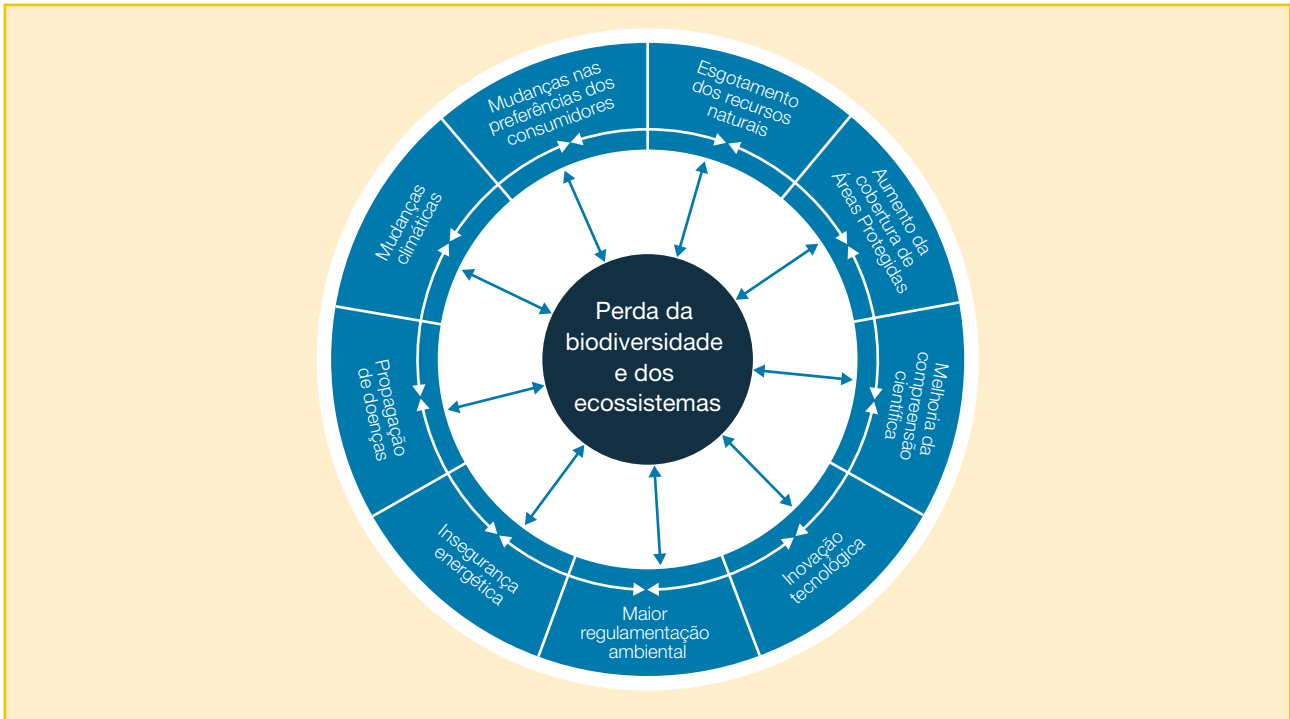 Mudanças nas
preferências dos
consumidores
Esgotamento
dos recursos
naturais
Aumento da
cobertura de
Áreas Protegidas
Melhoria da
compreensão
científica
Inovação
tecnológica
Maior
regulamentação
ambiental
Insegurança
energética
Propagação
de doenças
Mudanças
climáticas
Perda da
biodiversidade
e dos
ecossistemas